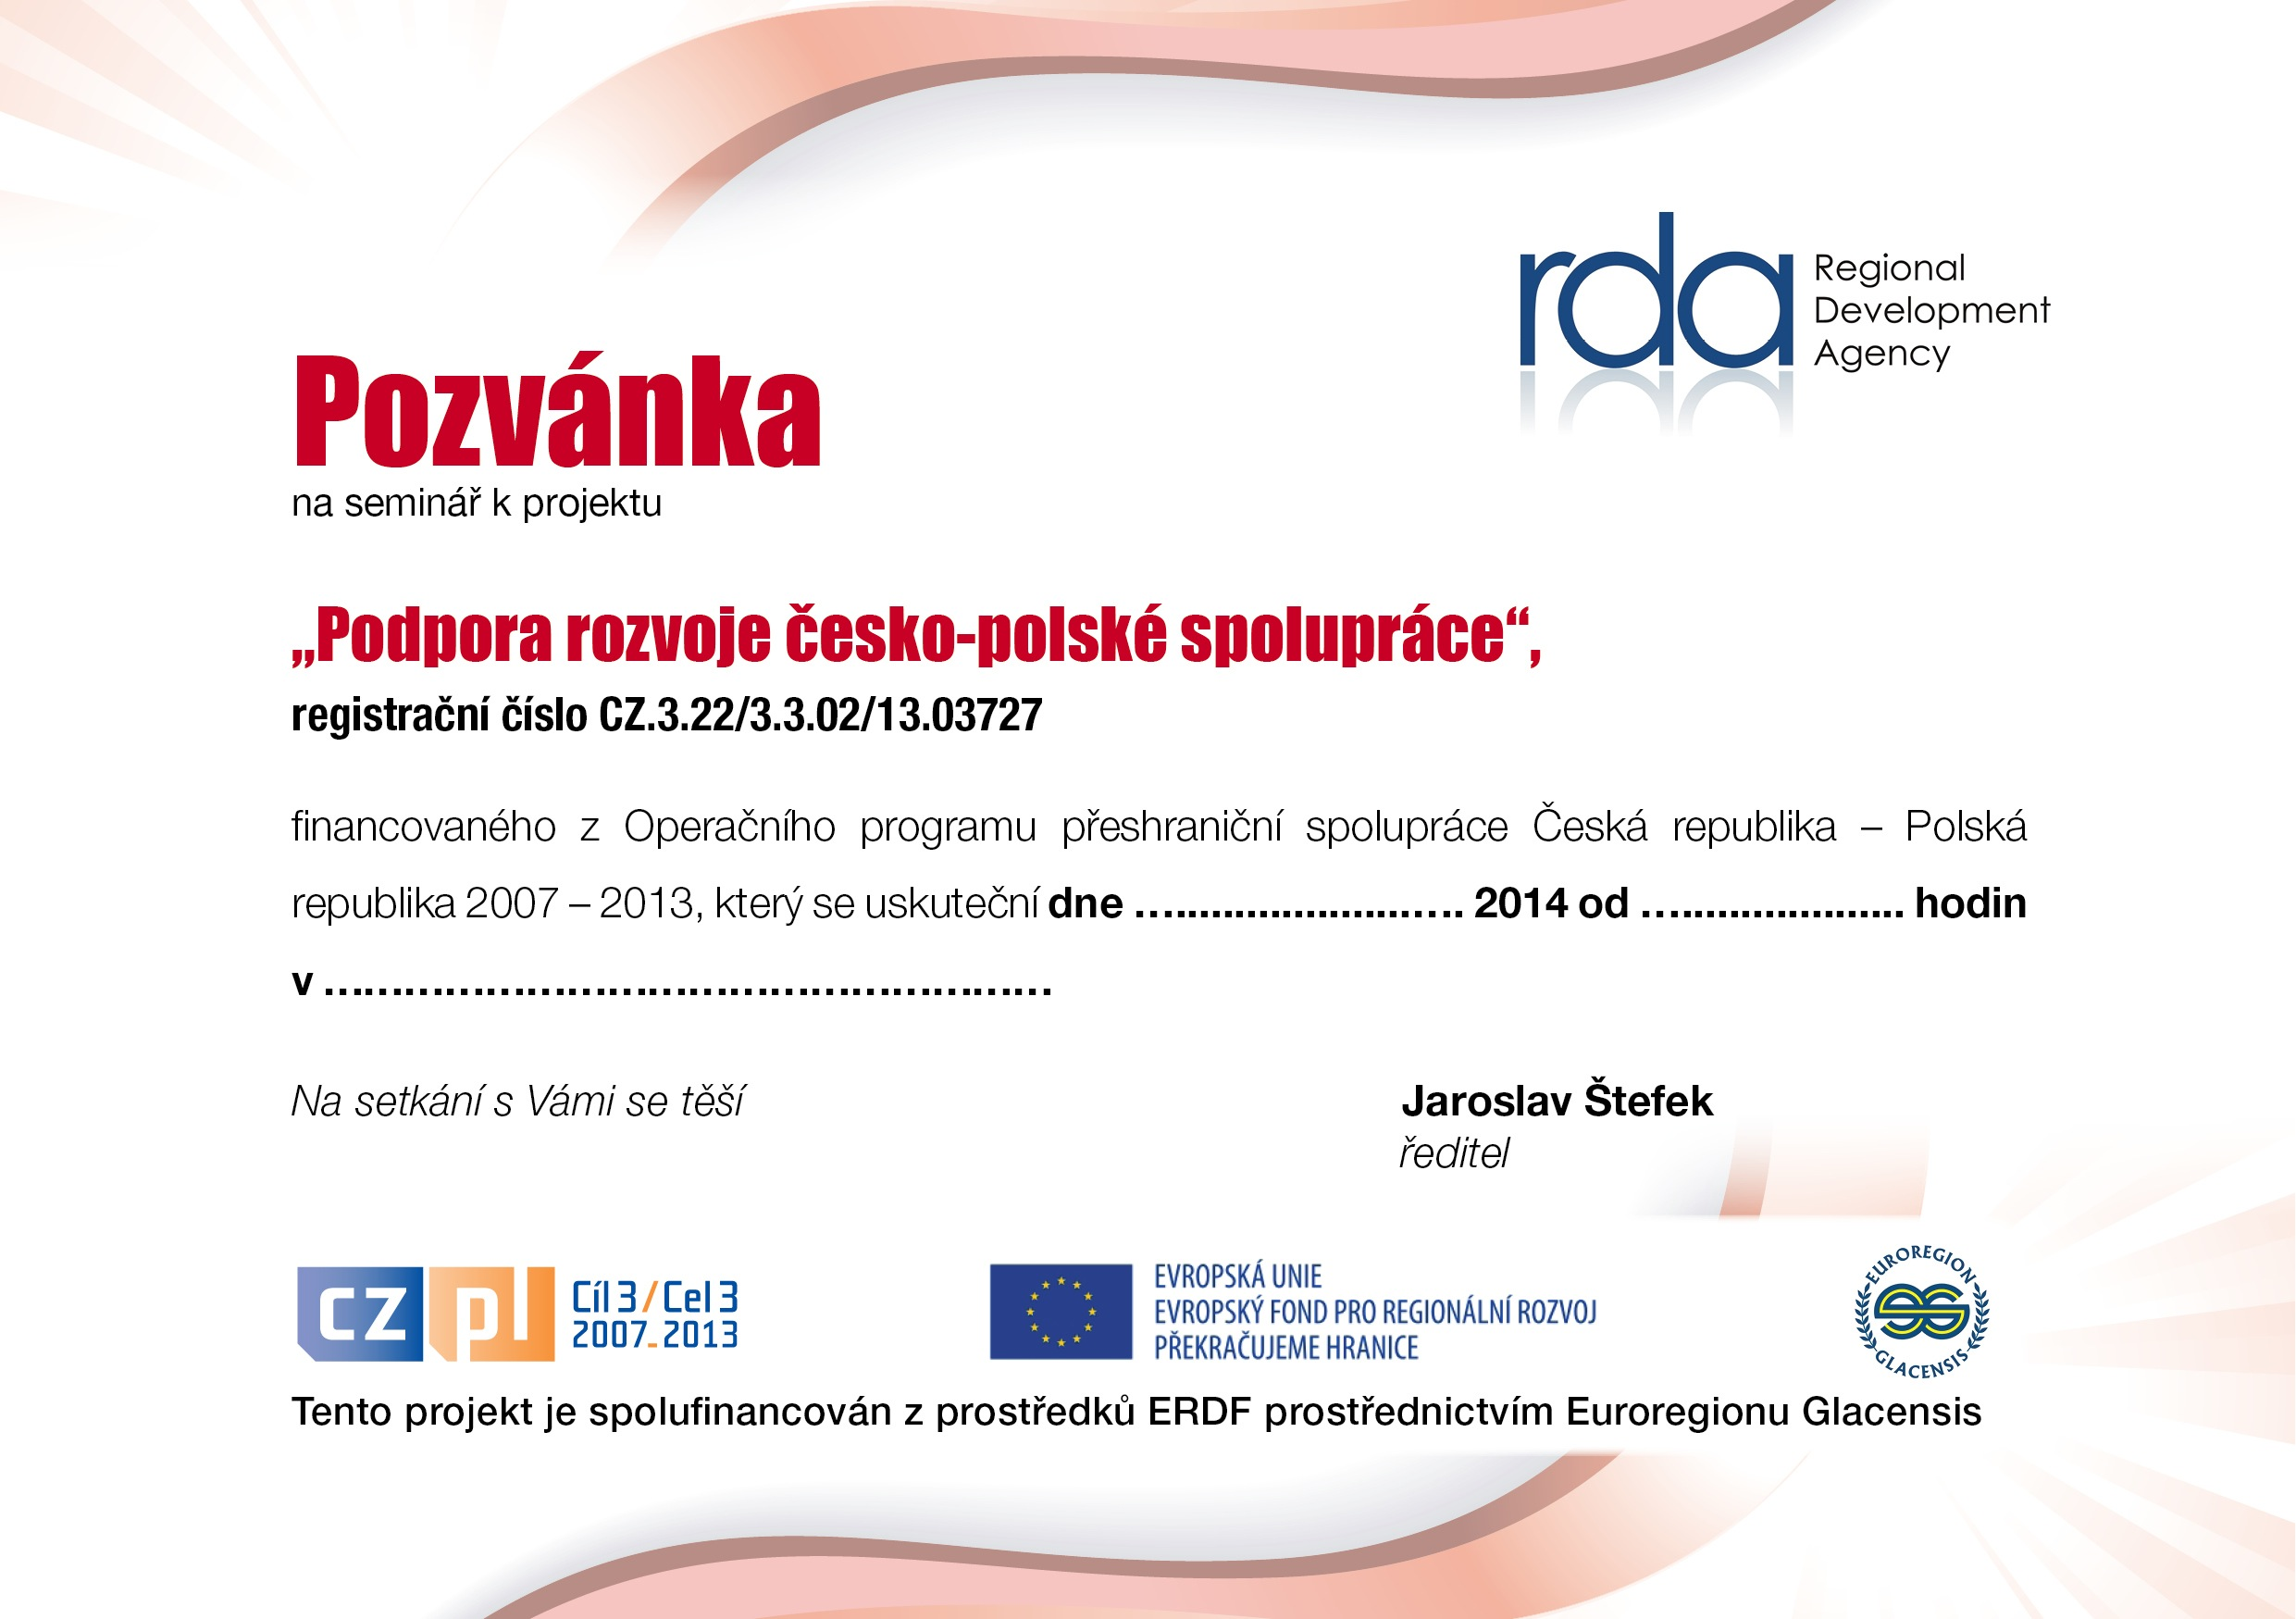 rda Regional
Development
Agency
Pozvánka
na seminář k projektu
„Podpora rozvoje česko-polské spolupráce“,
registrační číslo CZ.3.22/3.3.02/13.03727
financovaného z Operačního programu přeshraniční spolupráce Česká republika – Polská
republika 2007 – 2013, který se uskuteční dne …......................…. 2014 od …................... hodin
v ………………………………………………
Na setkání s Vámi se těší
Jaroslav Štefek
ředitel
cz pl Cíl 3 / Cel 3
2007_2013
EVROPSKÁ UNIE
EVROPSKÝ FOND PRO REGIONÁLNÍ ROZVOJ
PŘEKRAČUJEME HRANICE
EUROREGION
GLACENSIS
Tento projekt je spolufinancován z prostředků ERDF prostřednictvím Euroregionu Glacensis